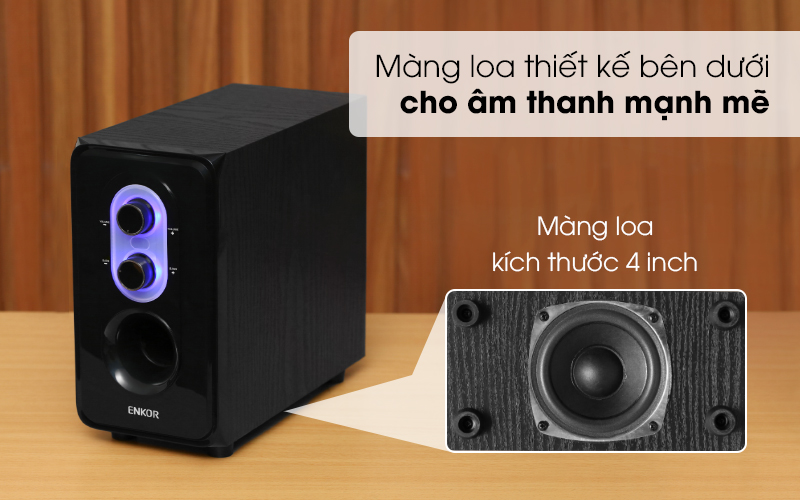 Màng loa thiết kế bên dưới
cho âm thanh mạnh mẽ
Màng loa
kích thước 4 inch
ENKOR